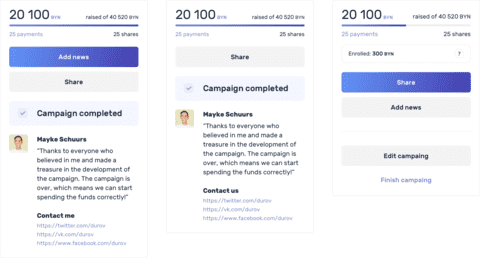 20 100 BYN
raised of 40 520 BYN
25 payments
25 shares
Add news
Share
Campaign completed
Mayke Schuurs
"Thanks to everyone who
believed in me and made a
treasure in the development of
the campaign. The campaign is
over, which means we can start
spending the funds correctly!"
Contact me
https://twitter.com/durov
https://vk.com/durov
https://www.facebook.com/durov
20 100 BYN
raised of 40 520 BYN
25 payments
25 shares
Share
Campaign completed
Mayke Schuurs
"Thanks to everyone who
believed in me and made a
treasure in the development of
the campaign. The campaign is
over, which means we can start
spending the funds correctly!"
Contact us
https://twitter.com/durov
https://vk.com/durov
https://www.facebook.com/durov
20 100 BYN
raised of 40 520 BYN
25 payments
25 shares
Enrolled: 300 BYN ?
Share
Add news
Edit campaing
Finish campaing